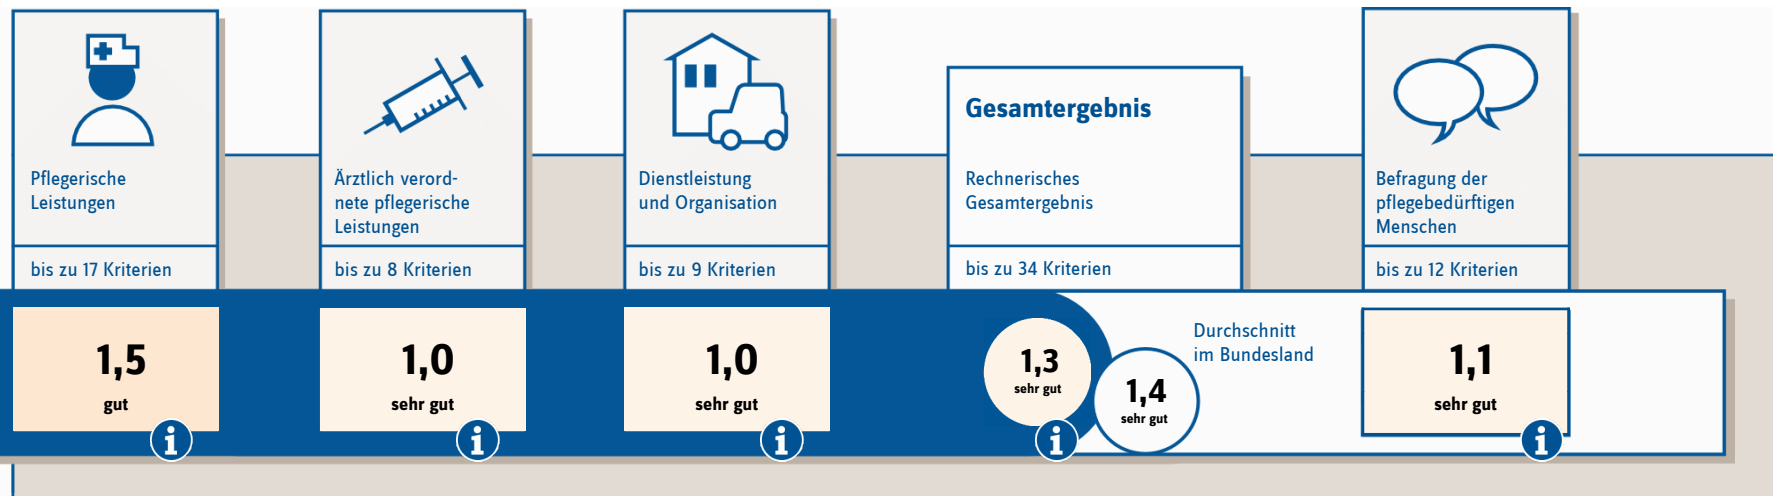 Pflegerische
Leistungen
bis zu 17 Kriterien
1,5
gut
i
Ärztlich verord-
nete pflegerische
Leistungen
bis zu 8 Kriterien
1,0
sehr gut
i
Dienstleistung
und Organisation
bis zu 9 Kriterien
1,0
sehr gut
i
Gesamtergebnis
Rechnerisches
Gesamtergebnis
bis zu 34 Kriterien
1,3
sehr gut
i
1,4
sehr gut
Durchschnitt
im Bundesland
Befragung der
pflegebedürftigen
Menschen
bis zu 12 Kriterien
1,1
sehr gut
i